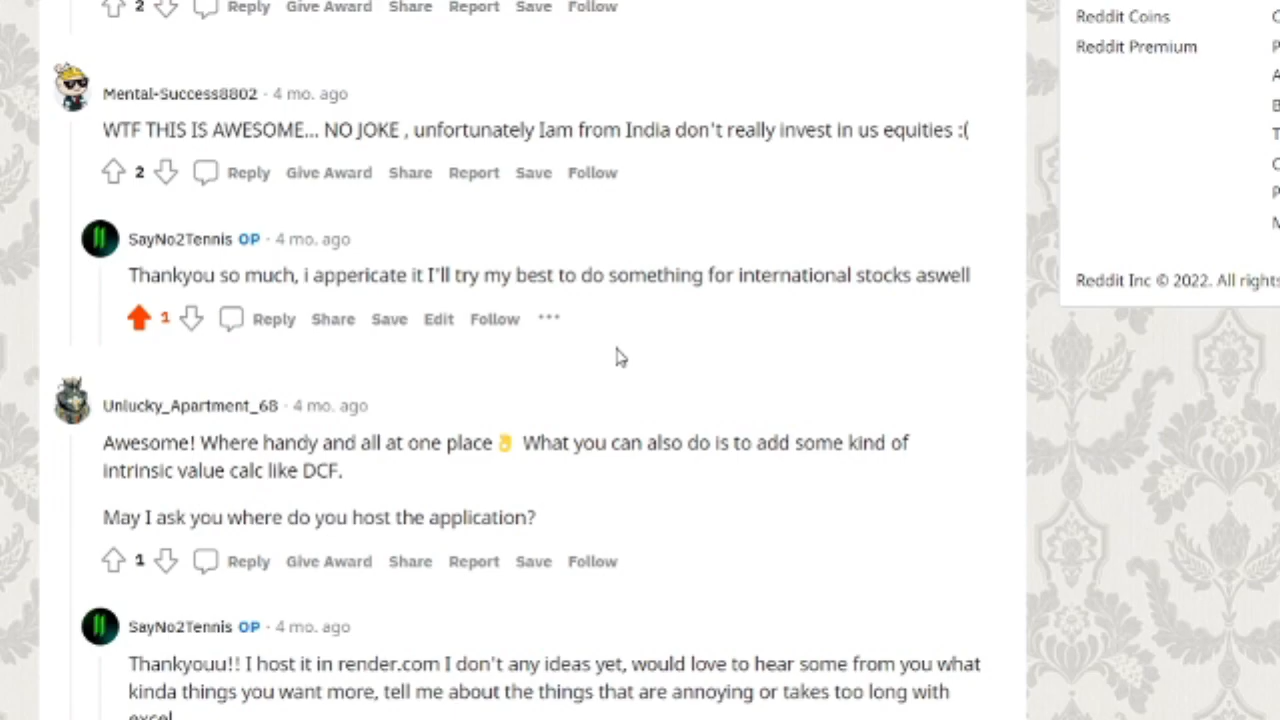 2 Reply Give Award Share Report Save Follow
Reddit Coins
Reddit Premium
Mental-Success8802 · 4 mo. ago
WTF THIS IS AWESOME... NO JOKE , unfortunately Iam from India don't really invest in us equities :(
2 Reply Give Award Share Report Save Follow
SayNo2Tennis OP · 4 mo. ago
Thankyou so much, i appericate it I'll try my best to do something for international stocks aswell
1 Reply Share Save Edit Follow ···
Reddit Inc © 2022. All rights
Unlucky_Apartment_68 · 4 mo. ago
Awesome! Where handy and all at one place👌 What you can also do is to add some kind of
intrinsic value calc like DCF.
May I ask you where do you host the application?
1 Reply Give Award Share Report Save Follow
SayNo2Tennis OP · 4 mo. ago
Thankyouu!! I host it in render.com I don't any ideas yet, would love to hear some from you what
kinda things you want more, tell me about the things that are annoying or takes too long with
excel